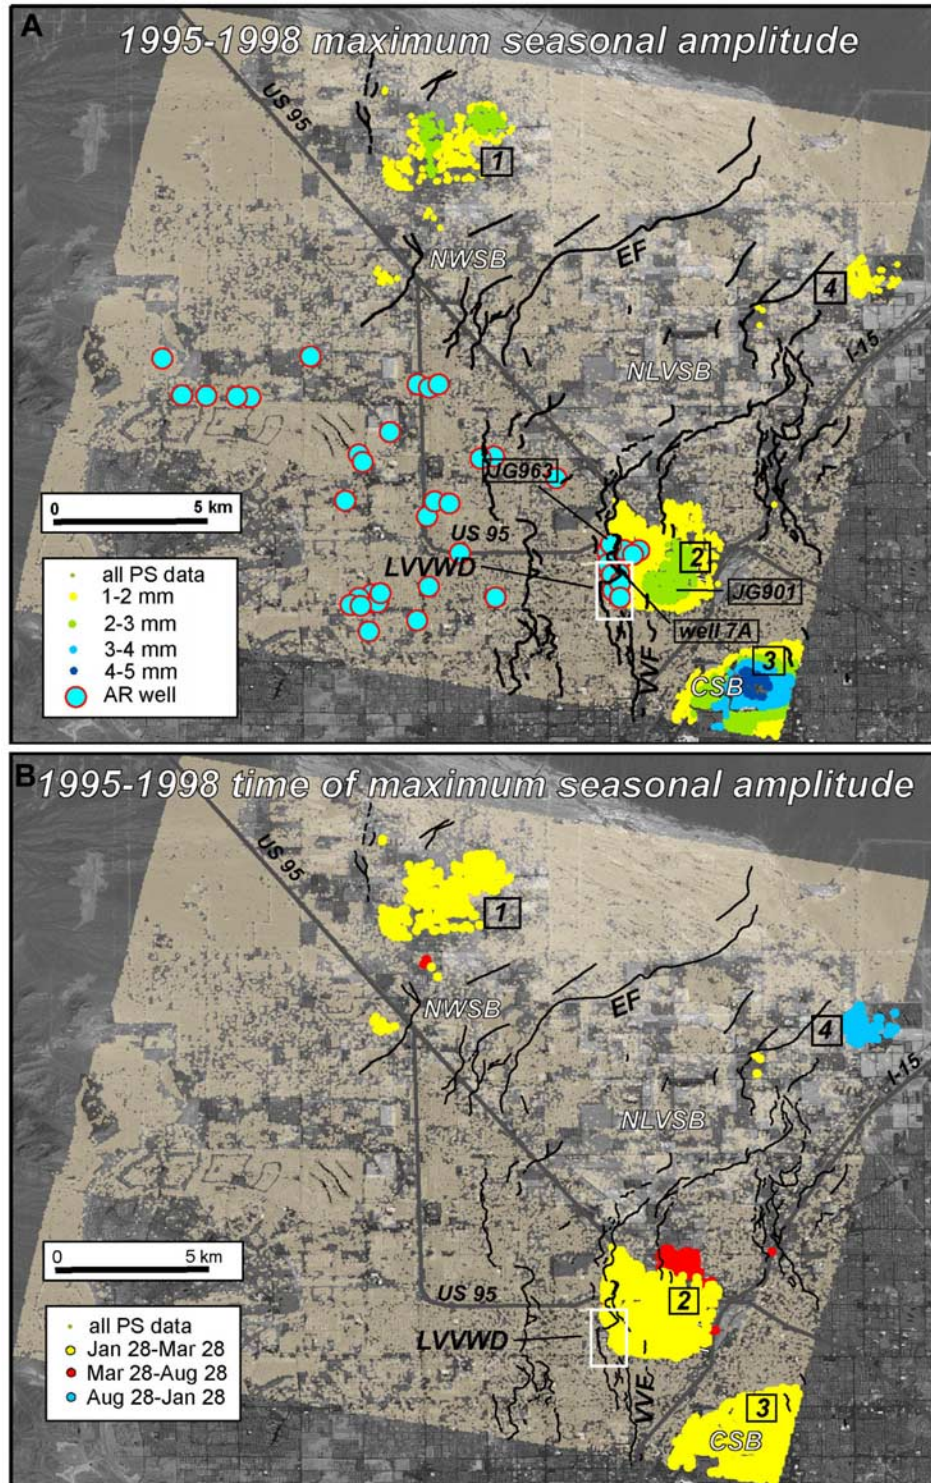 A
1995-1998 maximum seasonal amplitude
US 95
1
NWSB
EF
4
I-15
NLVSB
JG963
0 5 km
US 95
2
LVVWD
JG901
all PS data
1-2 mm
2-3 mm
3-4 mm
4-5 mm
AR well
well 7A
3
VVF
CSB
B
1995-1998 time of maximum seasonal amplitude
US 95
1
NWSB
EF
4
I-15
NLVSB
0 5 km
US 95
2
LVVWD
all PS data
Jan 28-Mar 28
Mar 28-Aug 28
Aug 28-Jan 28
VVF
3
CSB